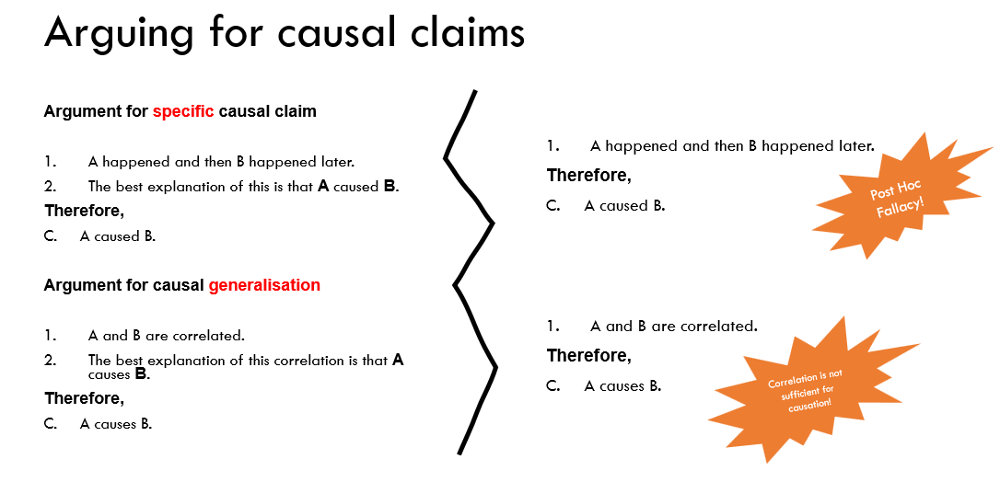 Arguing for causal claims
Argument for specific causal claim
1. A happened and then B happened later.
2. The best explanation of this is that A caused B.
Therefore,
C. A caused B.
Argument for causal generalisation
1. A and B are correlated.
2. The best explanation of this correlation is that A
causes B.
Therefore,
C. A causes B.
1. A happened and then B happened later.
Therefore,
C. A caused B.
Post Hoc
Fallacy!
1. A and B are correlated.
Therefore,
C. A causes B.
Correlation is not
sufficient for
causation!